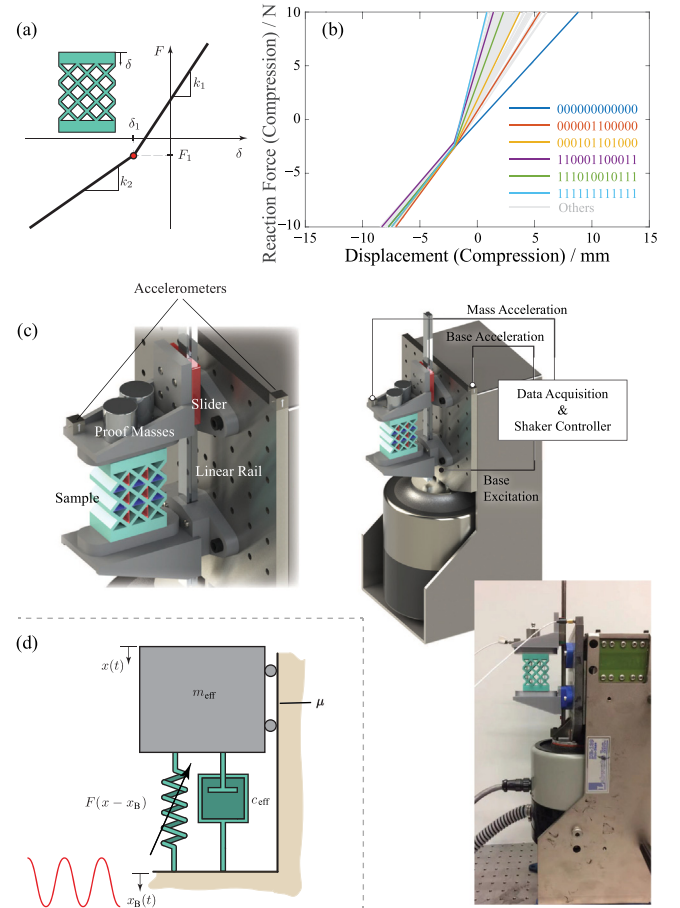 (a)
δ
F
k1
δ1
F1
δ
k2
(b)
Reaction Force (Compression) / N
10
5
0
−5
−10
−15
−10
−5
0
5
10
15
Displacement (Compression) / mm
000000000000
000001100000
000101101000
110001100011
111010010111
111111111111
Others
(c)
Accelerometers
Slider
Proof Masses
Linear Rail
Sample
Mass Acceleration
Base Acceleration
Data Acquisition
&
Shaker Controller
Base
Excitation
(d)
x(t)
meff
μ
F(x − xB)
ceff
xB(t)